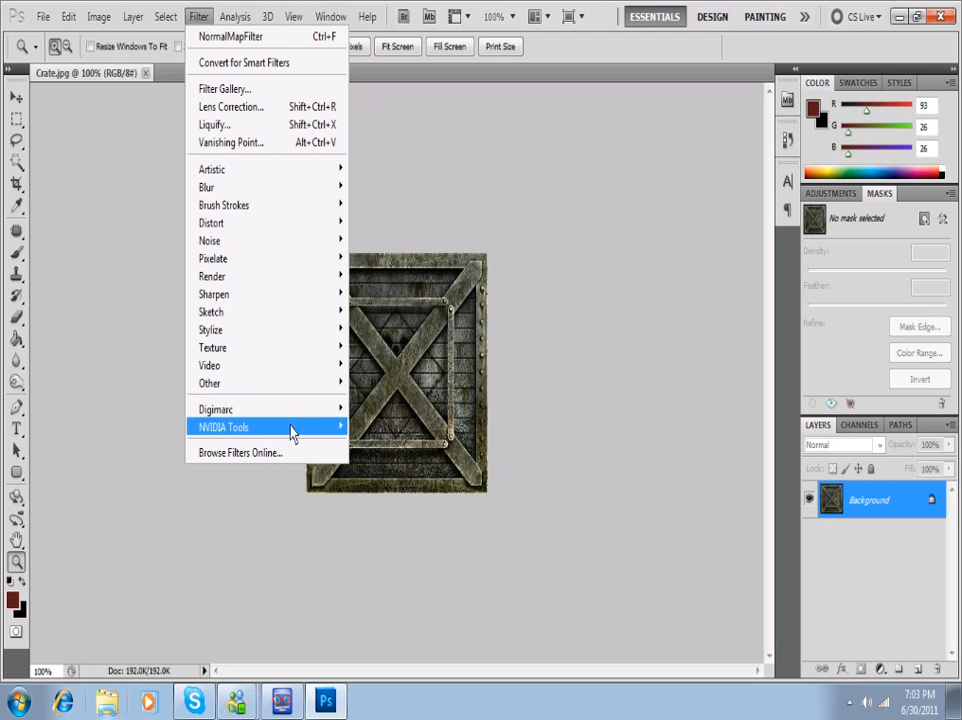 Ps File Edit Image Layer Select Filter Analysis 3D View Window Help Br Mb 100% ESSENTIALS DESIGN PAINTING >> CS Live
Resize Windows To Fit Fit Screen Fill Screen Print Size
Crate.jpg @ 100% (RGB/8#)
NormalMapFilter Ctrl+F
Convert for Smart Filters
Filter Gallery...
Lens Correction... Shift+Ctrl+R
Liquify... Shift+Ctrl+X
Vanishing Point... Alt+Ctrl+V
Artistic
Blur
Brush Strokes
Distort
Noise
Pixelate
Render
Sharpen
Sketch
Stylize
Texture
Video
Other
Digimarc
NVIDIA Tools
Browse Filters Online...
Mb
COLOR SWATCHES STYLES
R 93
G 26
B 26
ADJUSTMENTS MASKS
No mask selected
Density:
Feather:
Refine: Mask Edge...
Color Range...
Invert
LAYERS CHANNELS PATHS
Normal Opacity: 100%
Lock: Fill: 100%
Background
100% Doc: 192.0K/192.0K
7:03 PM
6/30/2011